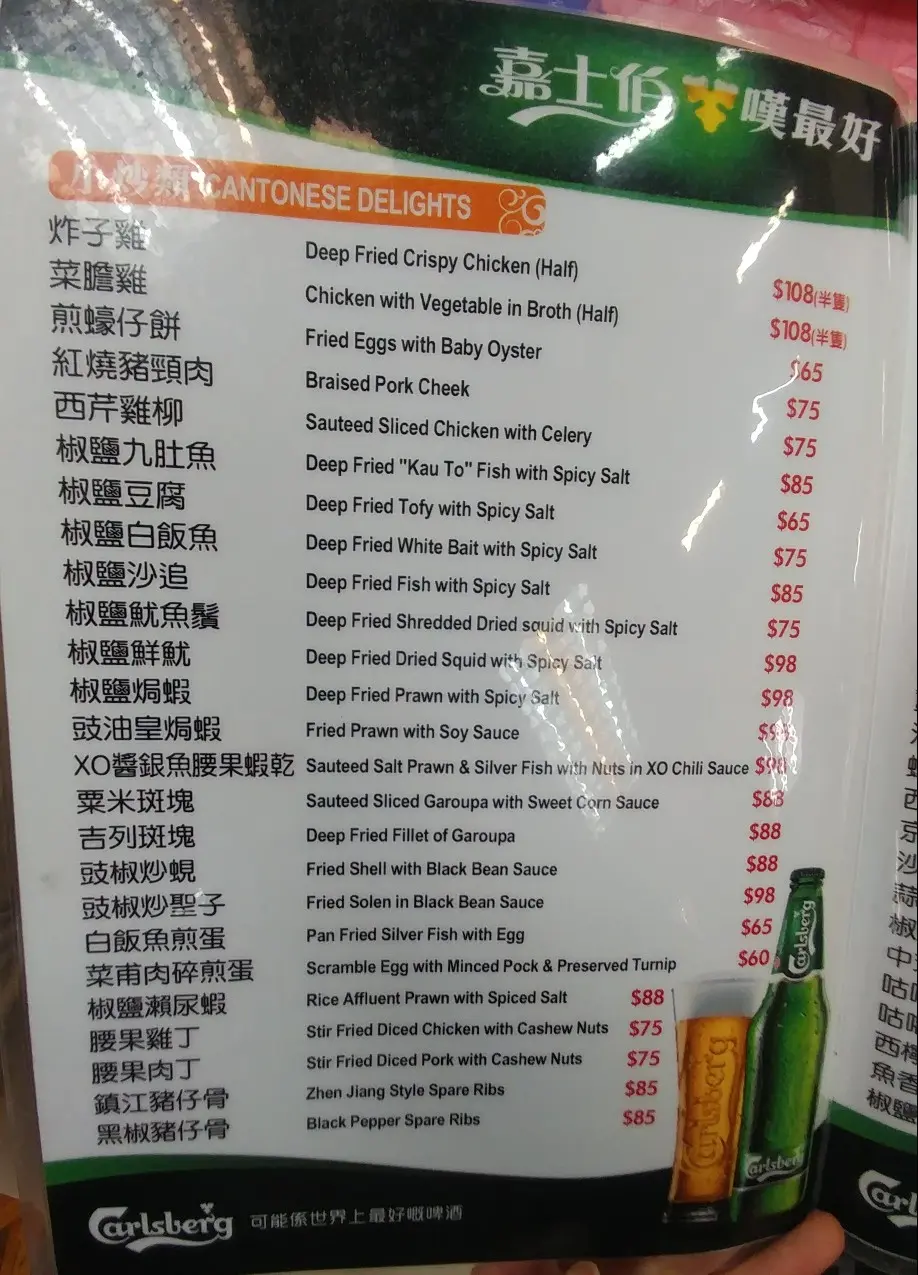 嘉士伯 嘆最好
小炒類 CANTONESE DELIGHTS
炸子雞 Deep Fried Crispy Chicken (Half) $108(半隻)
菜膽雞 Chicken with Vegetable in Broth (Half) $108(半隻)
煎蠔仔餅 Fried Eggs with Baby Oyster $65
紅燒豬頸肉 Braised Pork Cheek $75
西芹雞柳 Sauteed Sliced Chicken with Celery $75
椒鹽九肚魚 Deep Fried "Kau To" Fish with Spicy Salt $85
椒鹽豆腐 Deep Fried Tofy with Spicy Salt $65
椒鹽白飯魚 Deep Fried White Bait with Spicy Salt $75
椒鹽沙追 Deep Fried Fish with Spicy Salt $85
椒鹽魷魚鬚 Deep Fried Shredded Dried squid with Spicy Salt $75
椒鹽鮮魷 Deep Fried Dried Squid with Spicy Salt $98
椒鹽焗蝦 Deep Fried Prawn with Spicy Salt $98
豉油皇焗蝦 Fried Prawn with Soy Sauce
XO醬銀魚腰果蝦乾 Sauteed Salt Prawn & Silver Fish with Nuts in XO Chili Sauce $98
粟米斑塊 Sauteed Sliced Garoupa with Sweet Corn Sauce $88
吉列斑塊 Deep Fried Fillet of Garoupa $88
豉椒炒蜆 Fried Shell with Black Bean Sauce $88
豉椒炒聖子 Fried Solen in Black Bean Sauce $98
白飯魚煎蛋 Pan Fried Silver Fish with Egg $65
菜甫肉碎煎蛋 Scramble Egg with Minced Pock & Preserved Turnip $60
椒鹽瀨尿蝦 Rice Affluent Prawn with Spiced Salt $88
腰果雞丁 Stir Fried Diced Chicken with Cashew Nuts $75
腰果肉丁 Stir Fried Diced Pork with Cashew Nuts $75
鎮江豬仔骨 Zhen Jiang Style Spare Ribs $85
黑椒豬仔骨 Black Pepper Spare Ribs $85
Carlsberg
Carlsberg
Carlsberg
Carlsberg 可能係世界上最好嘅啤酒